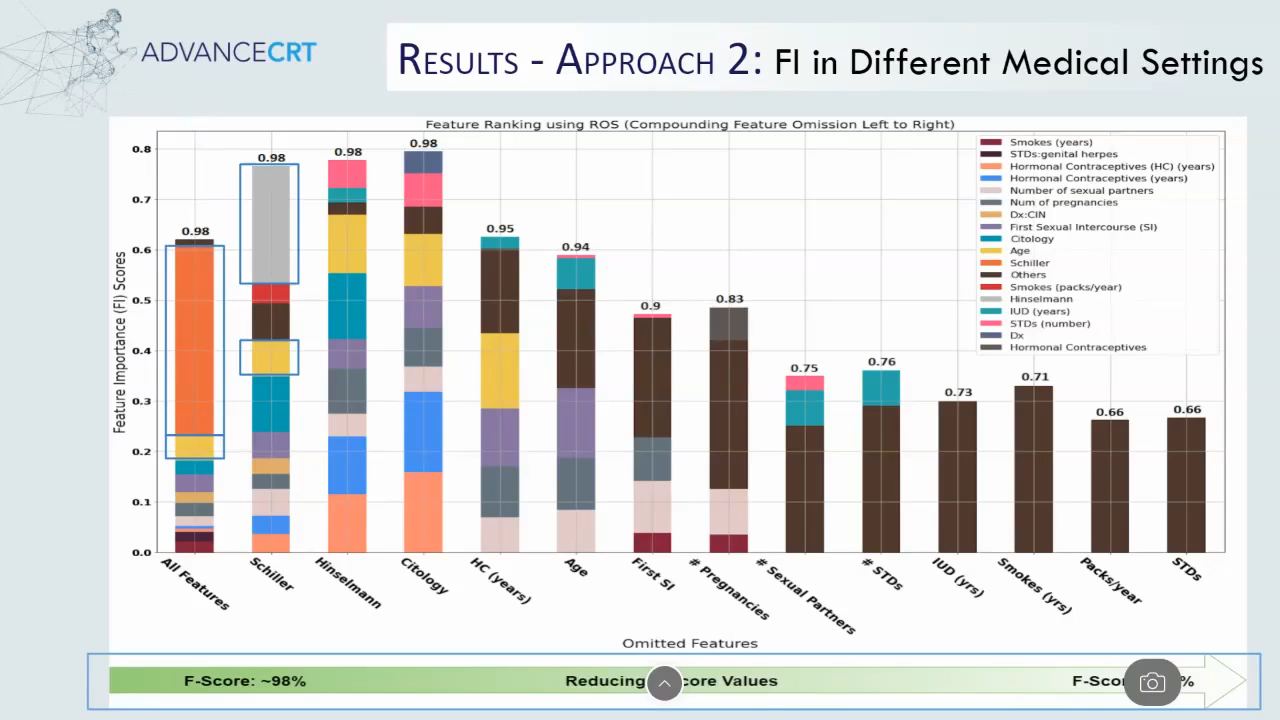 ADVANCECRT
RESULTS - APPROACH 2: FI in Different Medical Settings
Feature Ranking using ROS (Compounding Feature Omission Left to Right)
Feature Importance (FI) Scores
0.8
0.7
0.6
0.5
0.4
0.3
0.2
0.1
0.0
0.98
0.98
0.98
0.98
0.95
0.94
0.9
0.83
0.75
0.76
0.73
0.71
0.66
0.66
Smokes (years)
STDs:genital herpes
Hormonal Contraceptives (HC) (years)
Hormonal Contraceptives (years)
Number of sexual partners
Num of pregnancies
Dx:CIN
First Sexual Intercourse (SI)
Citology
Age
Schiller
Others
Smokes (packs/year)
Hinselmann
IUD (years)
STDs (number)
Dx
Hormonal Contraceptives
All Features
Schiller
Hinselmann
Citology
HC (years)
Age
First SI
# Pregnancies
# Sexual Partners
# STDs
IUD (yrs)
Smokes (yrs)
Packs/year
STDs
Omitted Features
F-Score: ~98%
Reducing Values